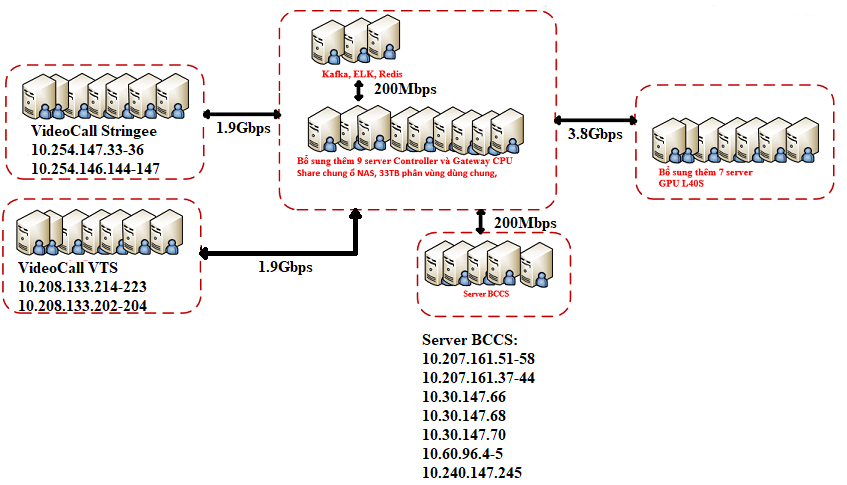 Kafka, ELK, Redis
200Mbps
VideoCall Stringee
10.254.147.33-36
10.254.146.144-147
1.9Gbps
3.8Gbps
Bổ sung thêm 9 server Controller và Gateway CPU
Share chung ổ NAS, 33TB phân vùng dùng chung,
Bổ sung thêm 7 server
GPU L40S
200Mbps
VideoCall VTS
10.208.133.214-223
10.208.133.202-204
1.9Gbps
Server BCCS
Server BCCS:
10.207.161.51-58
10.207.161.37-44
10.30.147.66
10.30.147.68
10.30.147.70
10.60.96.4-5
10.240.147.245